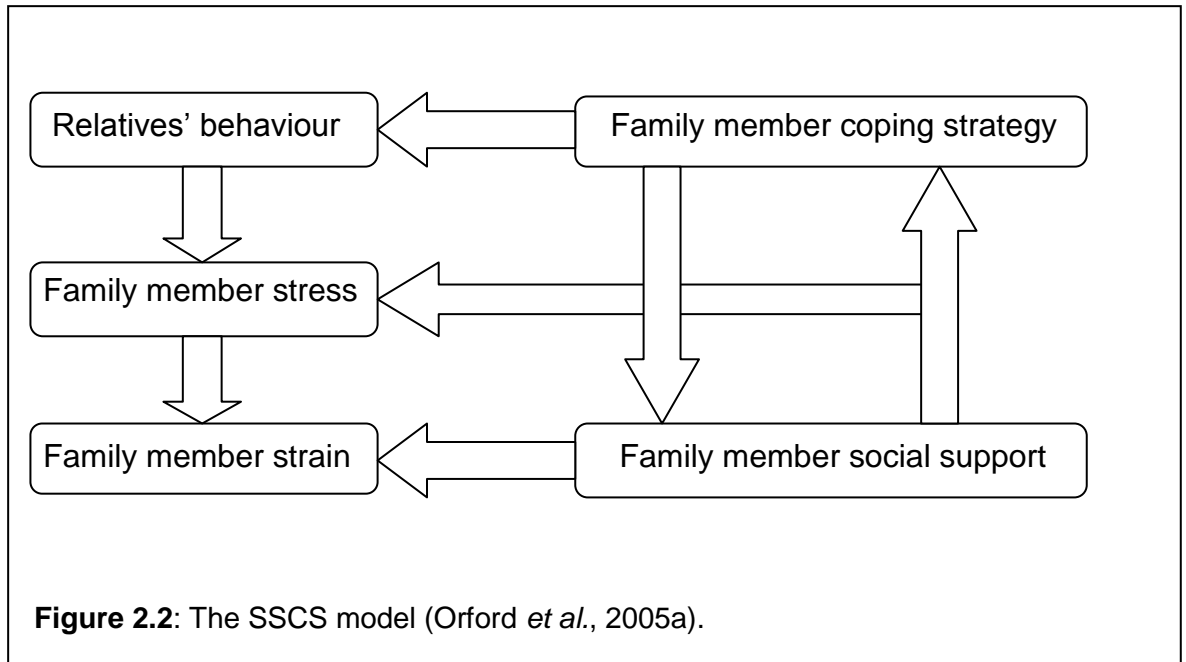 Relatives’ behaviour
Family member coping strategy
Family member stress
Family member strain
Family member social support
Figure 2.2: The SSCS model (Orford et al., 2005a).